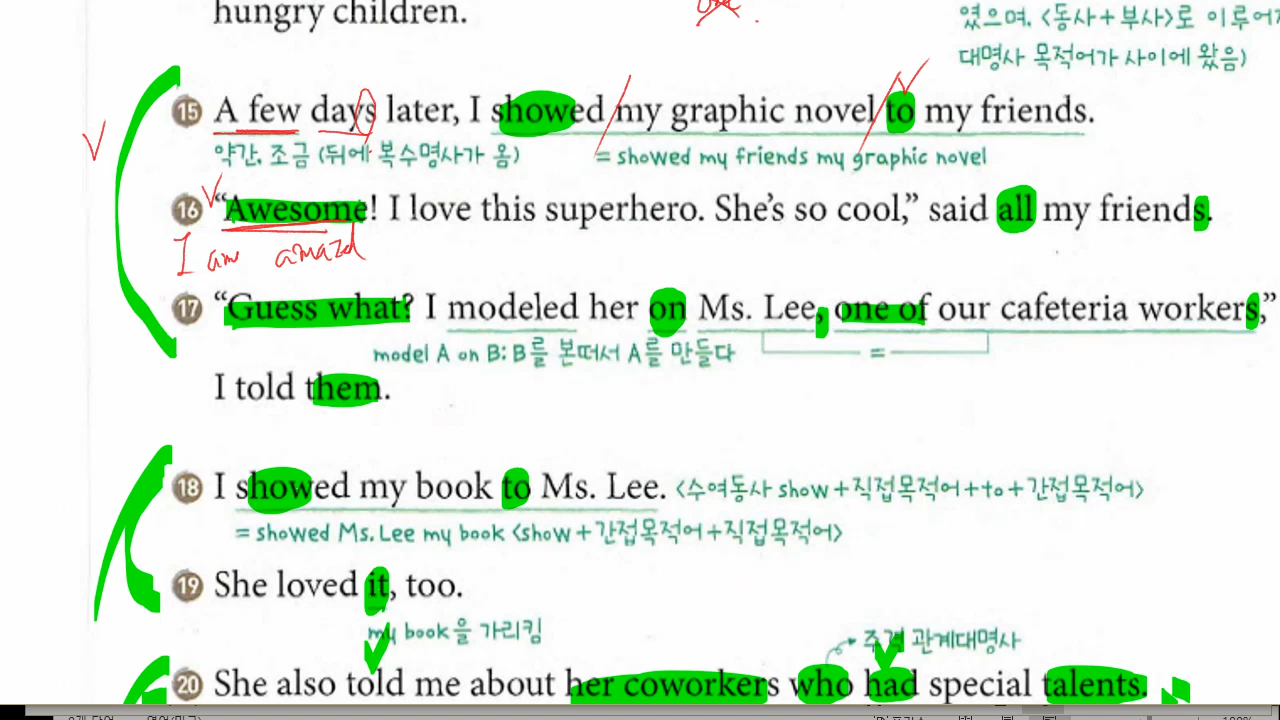 hungry children.
였으며, <동사+부사>로 이루어
대명사 목적어가 사이에 왔음)
15 A few days later, I showed my graphic novel to my friends.
약간, 조금 (뒤에 복수명사가 옴) = showed my friends my graphic novel
16 “Awesome! I love this superhero. She’s so cool,” said all my friends.
I am amazd
17 “Guess what? I modeled her on Ms. Lee, one of our cafeteria workers,”
model A on B: B를 본떠서 A를 만들다 =
I told them.
18 I showed my book to Ms. Lee. <수여동사 show+직접목적어+to+간접목적어>
= showed Ms. Lee my book <show+간접목적어+직접목적어>
19 She loved it, too.
my book을 가리킴
주격 관계대명사
20 She also told me about her coworkers who had special talents.